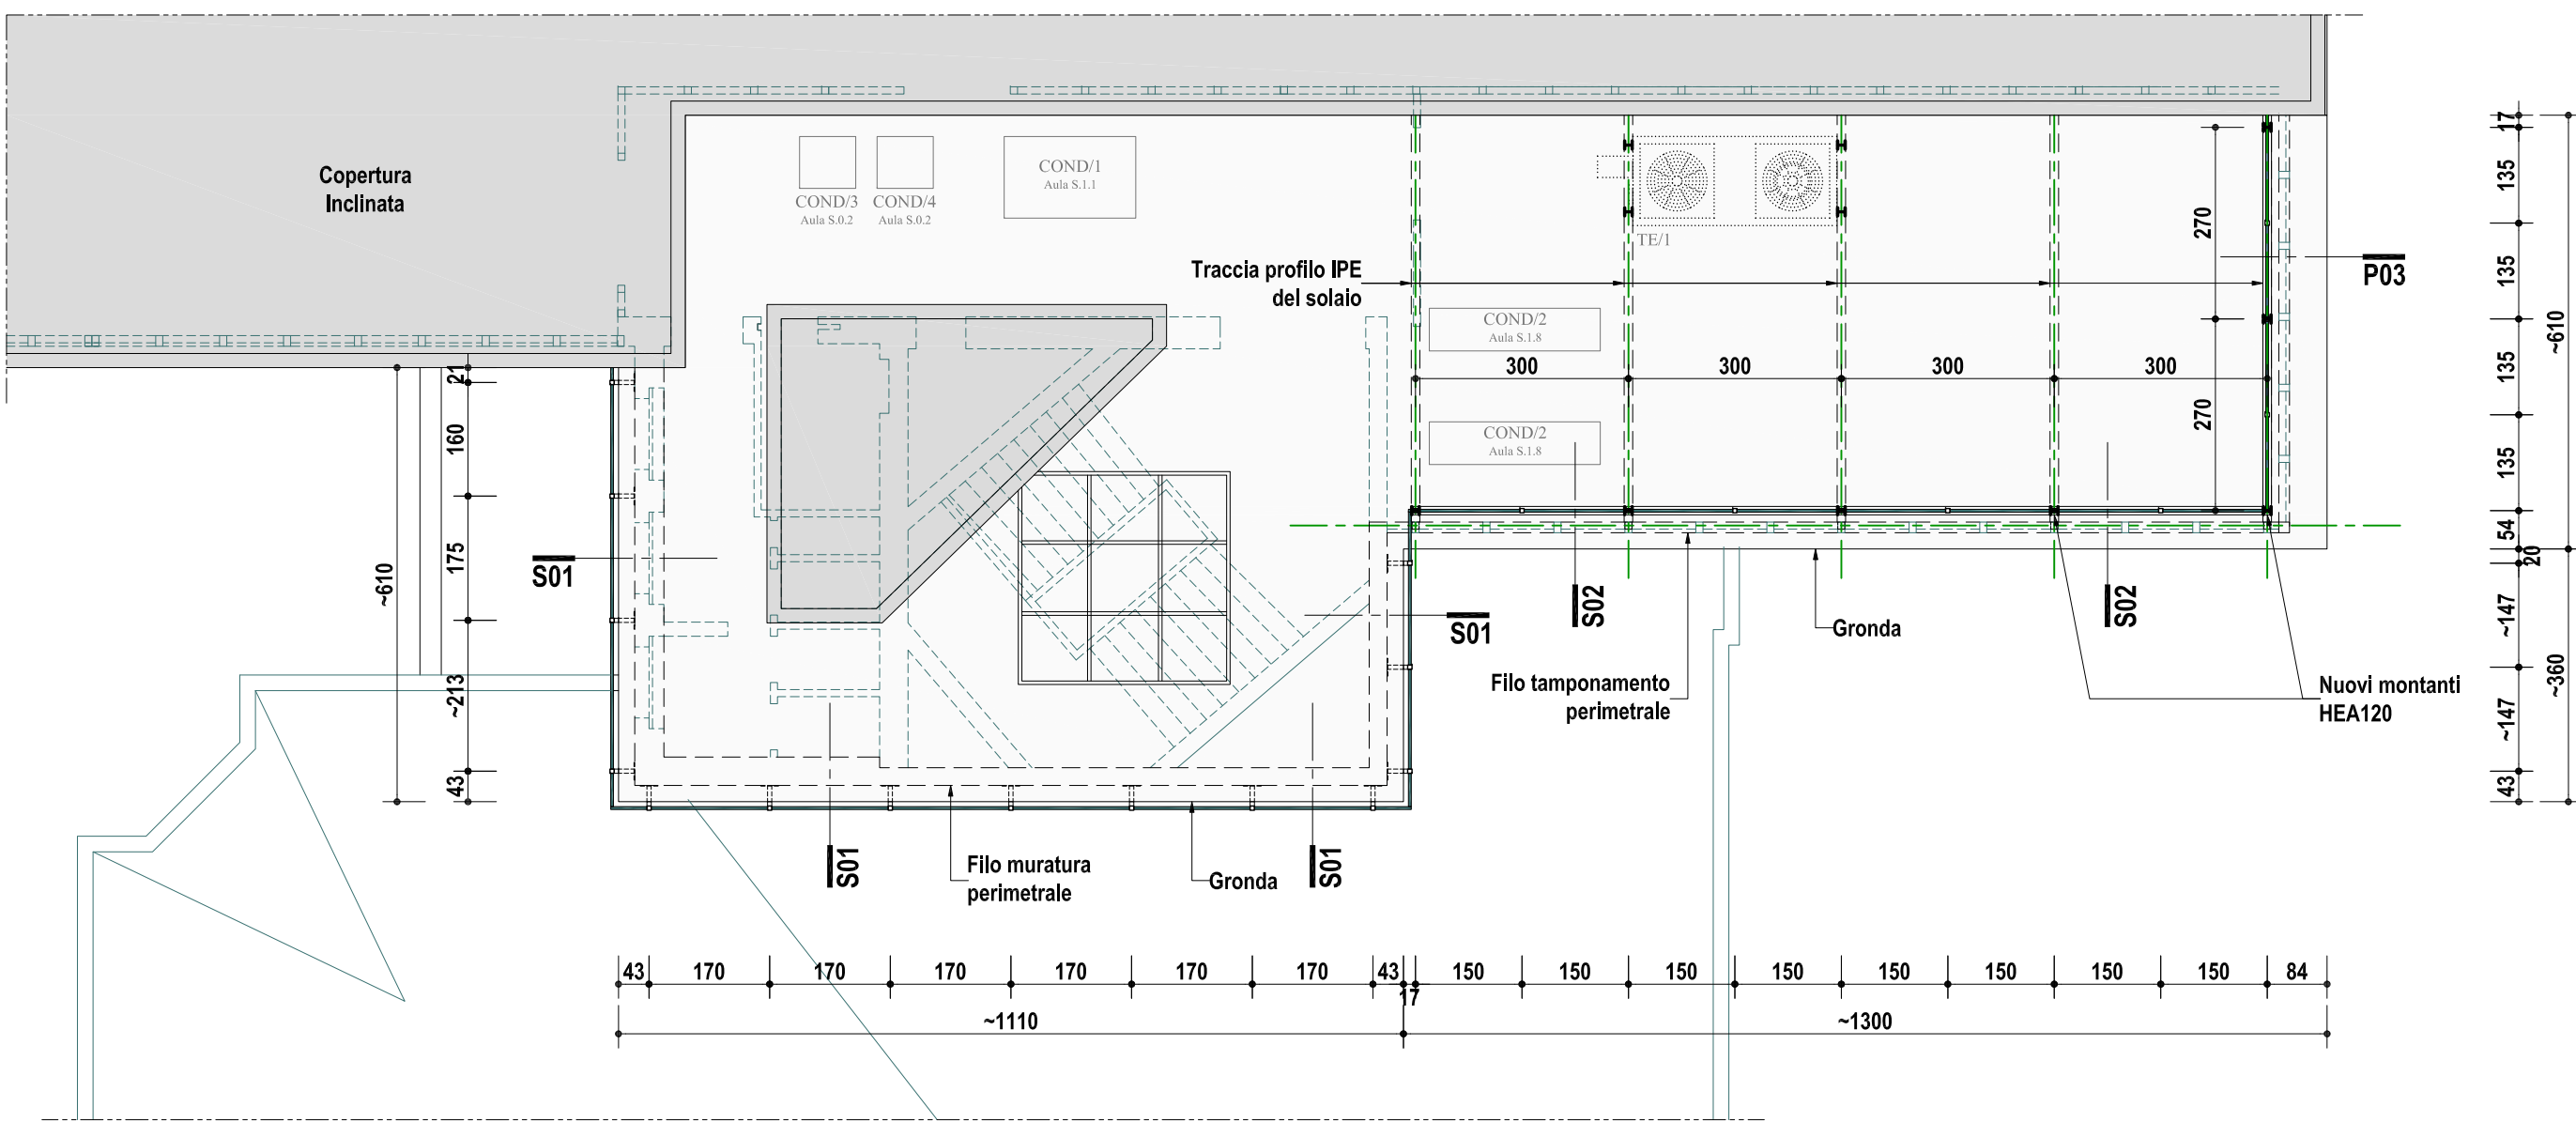 Copertura
Inclinata
COND/3
Aula S.0.2
COND/4
Aula S.0.2
COND/1
Aula S.1.1
TE/1
Traccia profilo IPE
del solaio
COND/2
Aula S.1.8
300
300
300
300
COND/2
Aula S.1.8
270
270
P03
17
135
135
135
135
54
20
~147
~147
43
~610
~360
21
160
175
~213
43
~610
S01
S01
S02
S02
Gronda
Filo tamponamento
perimetrale
Nuovi montanti
HEA120
S01
Filo muratura
perimetrale
Gronda
S01
43
170
170
170
170
170
170
43
17
150
150
150
150
150
150
150
150
84
~1110
~1300